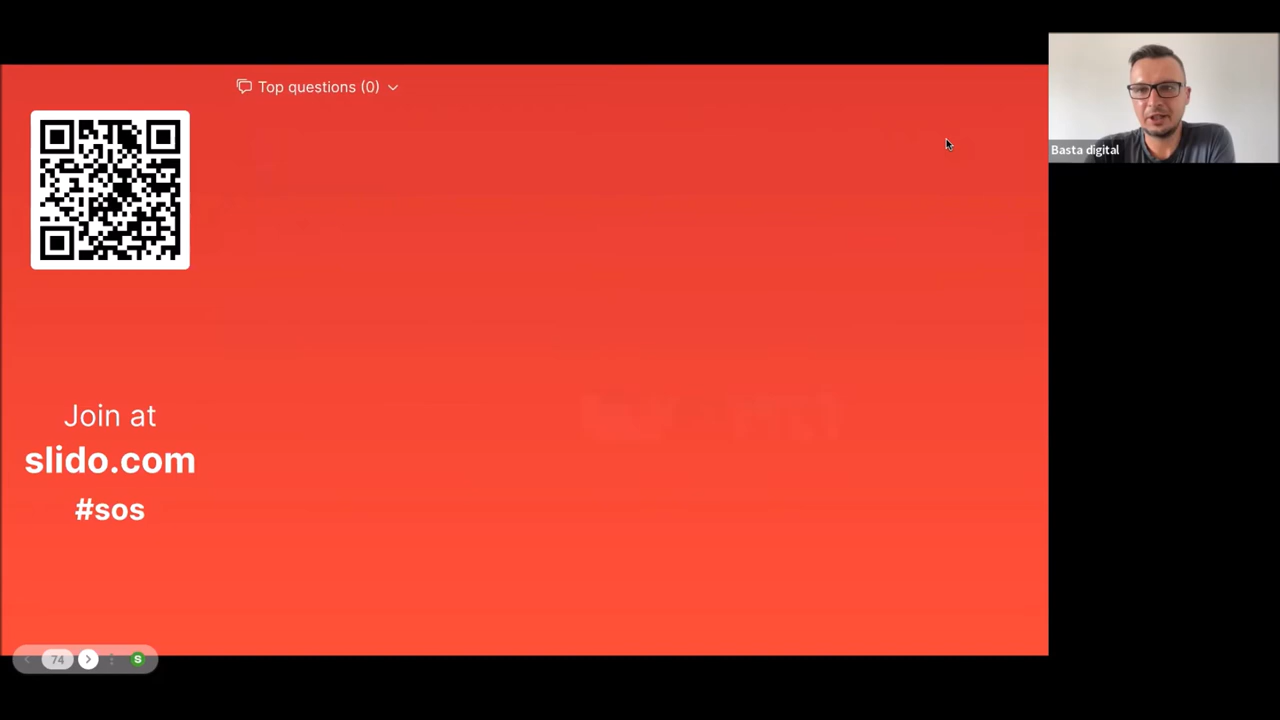 Top questions (0)
Basta digital
Join at
slido.com
#sos
74
S